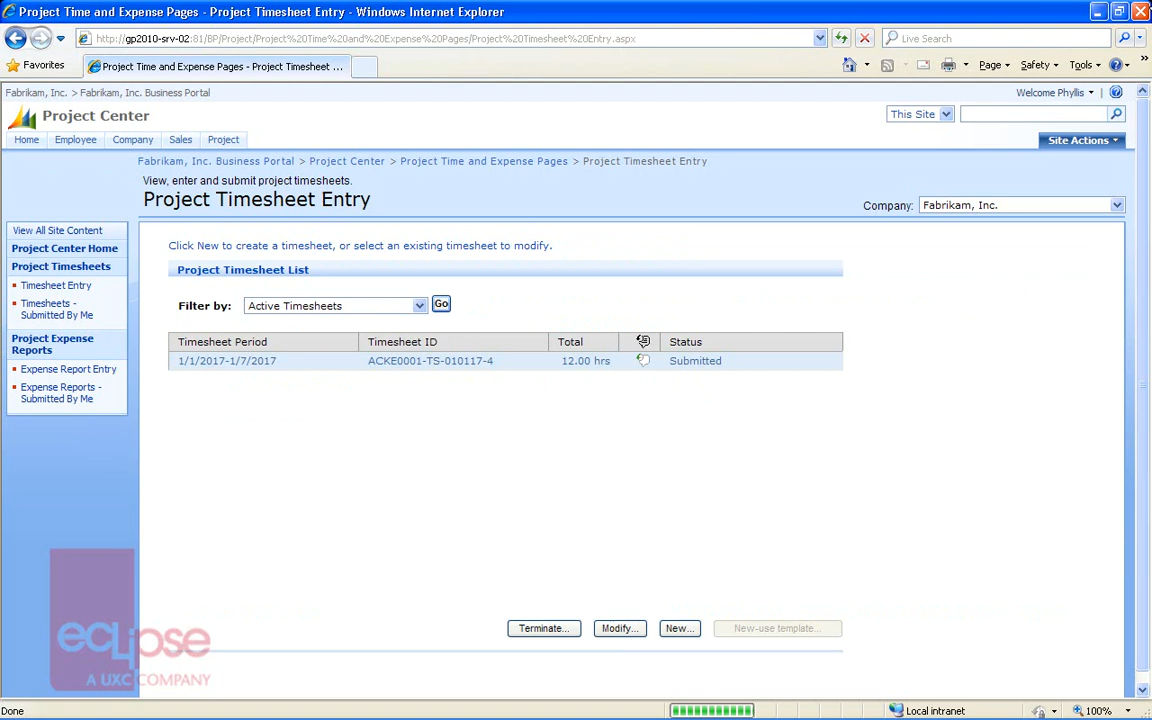 Project Time and Expense Pages - Project Timesheet Entry - Windows Internet Explorer
http://gp2010-srv-02:81/BP/Project/Project%20Time%20and%20Expense%20Pages/Project%20Timesheet%20Entry.aspx
Live Search
Favorites
Project Time and Expense Pages - Project Timesheet ...
Page
Safety
Tools
Fabrikam, Inc. > Fabrikam, Inc. Business Portal
Welcome Phyllis
Project Center
This Site
Home
Employee
Company
Sales
Project
Site Actions
Fabrikam, Inc. Business Portal > Project Center > Project Time and Expense Pages > Project Timesheet Entry
View, enter and submit project timesheets.
Project Timesheet Entry
Company: Fabrikam, Inc.
View All Site Content
Project Center Home
Project Timesheets
Timesheet Entry
Timesheets -
Submitted By Me
Project Expense
Reports
Expense Report Entry
Expense Reports -
Submitted By Me
Click New to create a timesheet, or select an existing timesheet to modify.
Project Timesheet List
Filter by: Active Timesheets Go
Timesheet Period Timesheet ID Total Status
1/1/2017-1/7/2017 ACKE0001-TS-010117-4 12.00 hrs Submitted
Terminate... Modify... New... New-use template...
eclipse
A UXC COMPANY
Done
Local intranet
100%